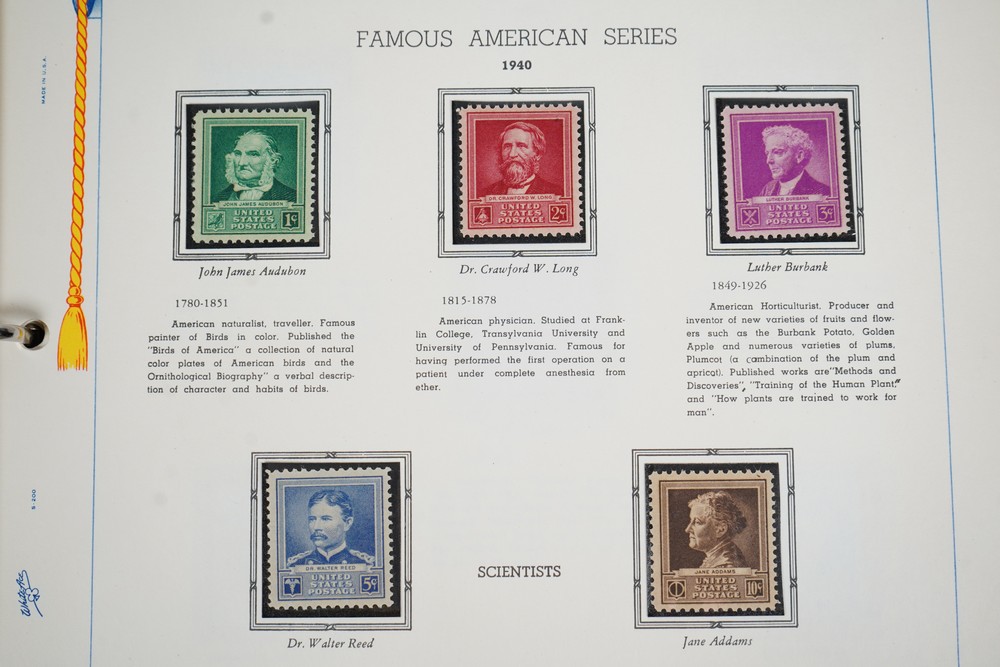 FAMOUS AMERICAN SERIES
1940
MADE IN U.S.A.
JOHN JAMES AUDUBON
UNITED
STATES
POSTAGE
1¢
John James Audubon
1780-1851
American naturalist, traveller. Famous
painter of Birds in color. Published the
"Birds of America" a collection of natural
color plates of American birds and the
Ornithological Biography" a verbal descrip-
tion of character and habits of birds.
DR. CRAWFORD W. LONG
UNITED
STATES
POSTAGE
2¢
Dr. Crawford W. Long
1815-1878
American physician. Studied at Frank-
lin College, Transylvania University and
University of Pennsylvania. Famous for
having performed the first operation on a
patient under complete anesthesia from
ether.
LUTHER BURBANK
UNITED
STATES
POSTAGE
3¢
Luther Burbank
1849-1926
American Horticulturist. Producer and
inventor of new varieties of fruits and flow-
ers such as the Burbank Potato, Golden
Apple and numerous varieties of plums.
Plumcot (a combination of the plum and
apricot). Published works are"Methods and
Discoveries", "Training of the Human Plant,"
and "How plants are trained to work for
man".
DR. WALTER REED
UNITED
STATES
POSTAGE
5¢
Dr. Walter Reed
SCIENTISTS
JANE ADDAMS
UNITED
STATES
POSTAGE
10¢
Jane Addams
S-200
White Ace